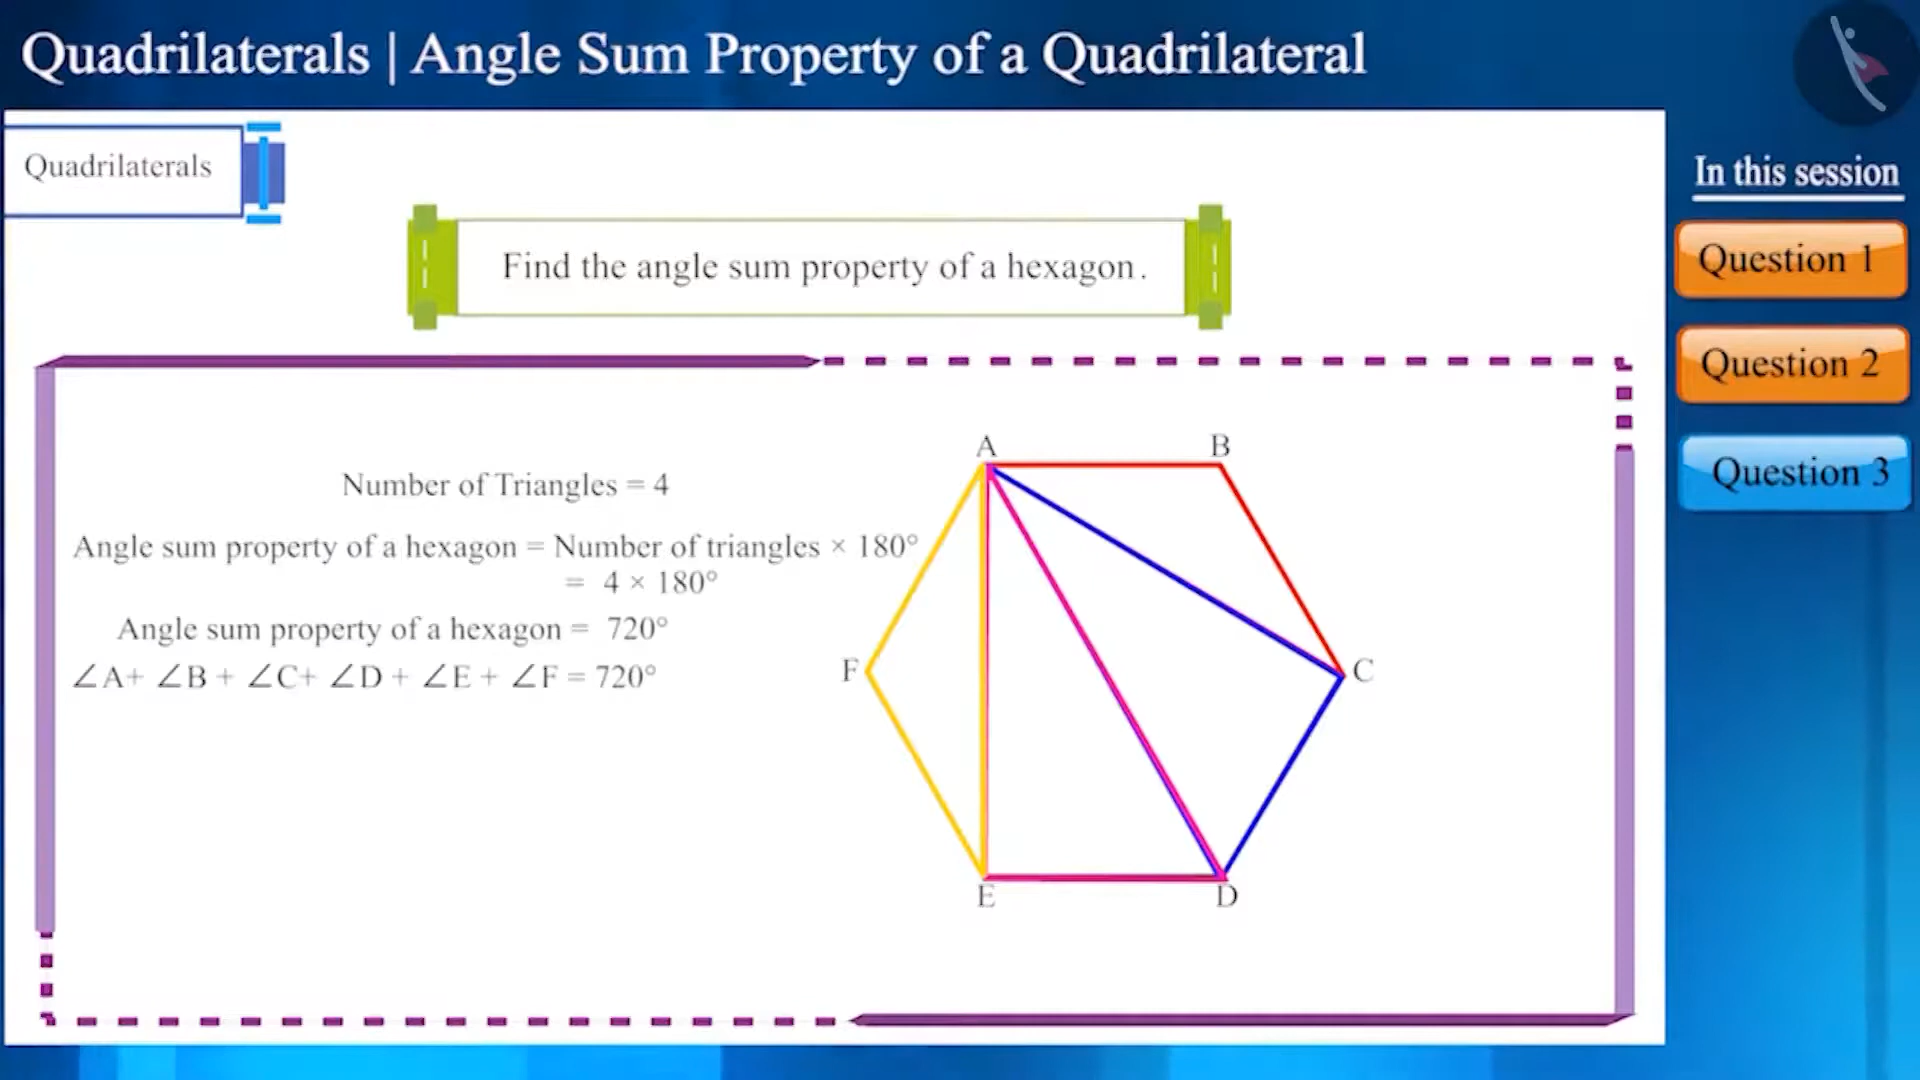 Quadrilaterals | Angle Sum Property of a Quadrilateral
Quadrilaterals
In this session
Question 1
Question 2
Question 3
Find the angle sum property of a hexagon.
Number of Triangles = 4
Angle sum property of a hexagon = Number of triangles × 180°
= 4 × 180°
Angle sum property of a hexagon = 720°
∠A+ ∠B + ∠C+ ∠D + ∠E + ∠F = 720°
A
B
F
C
E
D